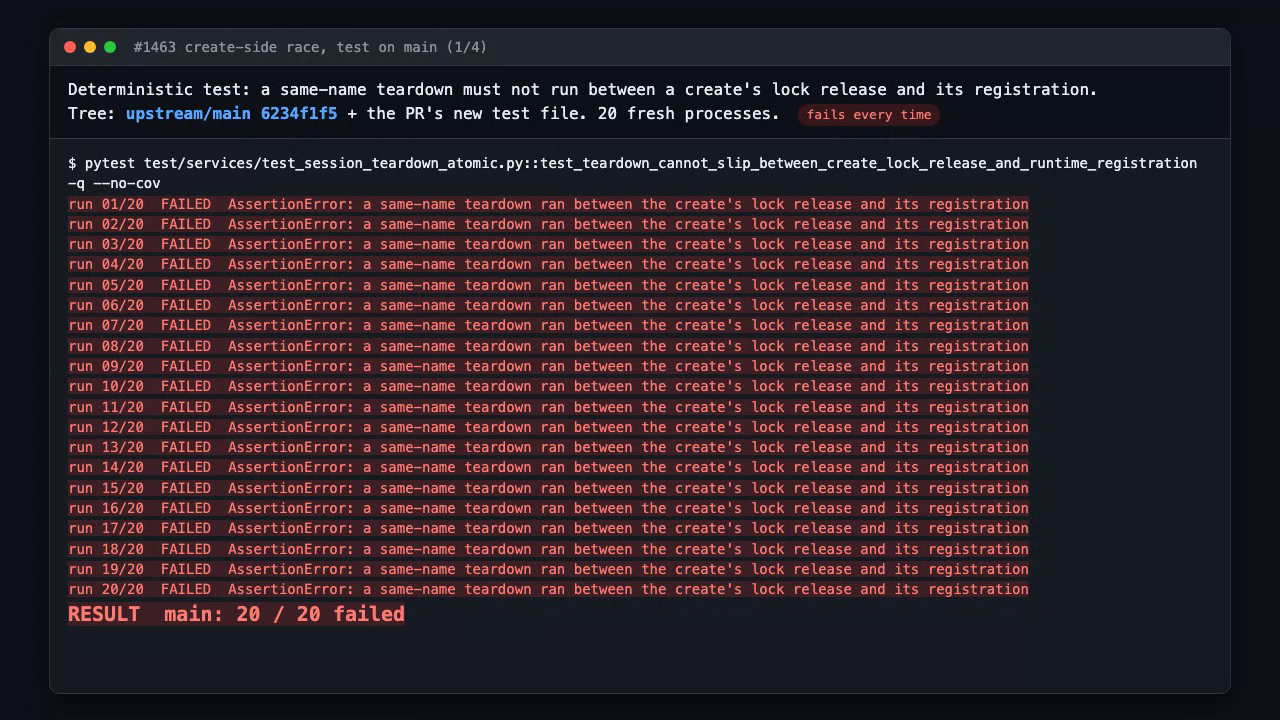 #1463 create-side race, test on main (1/4)
Deterministic test: a same-name teardown must not run between a create's lock release and its registration.
Tree: upstream/main 6234f1f5 + the PR's new test file. 20 fresh processes. fails every time
$ pytest test/services/test_session_teardown_atomic.py::test_teardown_cannot_slip_between_create_lock_release_and_runtime_registration
-q --no-cov
run 01/20  FAILED  AssertionError: a same-name teardown ran between the create's lock release and its registration
run 02/20  FAILED  AssertionError: a same-name teardown ran between the create's lock release and its registration
run 03/20  FAILED  AssertionError: a same-name teardown ran between the create's lock release and its registration
run 04/20  FAILED  AssertionError: a same-name teardown ran between the create's lock release and its registration
run 05/20  FAILED  AssertionError: a same-name teardown ran between the create's lock release and its registration
run 06/20  FAILED  AssertionError: a same-name teardown ran between the create's lock release and its registration
run 07/20  FAILED  AssertionError: a same-name teardown ran between the create's lock release and its registration
run 08/20  FAILED  AssertionError: a same-name teardown ran between the create's lock release and its registration
run 09/20  FAILED  AssertionError: a same-name teardown ran between the create's lock release and its registration
run 10/20  FAILED  AssertionError: a same-name teardown ran between the create's lock release and its registration
run 11/20  FAILED  AssertionError: a same-name teardown ran between the create's lock release and its registration
run 12/20  FAILED  AssertionError: a same-name teardown ran between the create's lock release and its registration
run 13/20  FAILED  AssertionError: a same-name teardown ran between the create's lock release and its registration
run 14/20  FAILED  AssertionError: a same-name teardown ran between the create's lock release and its registration
run 15/20  FAILED  AssertionError: a same-name teardown ran between the create's lock release and its registration
run 16/20  FAILED  AssertionError: a same-name teardown ran between the create's lock release and its registration
run 17/20  FAILED  AssertionError: a same-name teardown ran between the create's lock release and its registration
run 18/20  FAILED  AssertionError: a same-name teardown ran between the create's lock release and its registration
run 19/20  FAILED  AssertionError: a same-name teardown ran between the create's lock release and its registration
run 20/20  FAILED  AssertionError: a same-name teardown ran between the create's lock release and its registration
RESULT  main: 20 / 20 failed